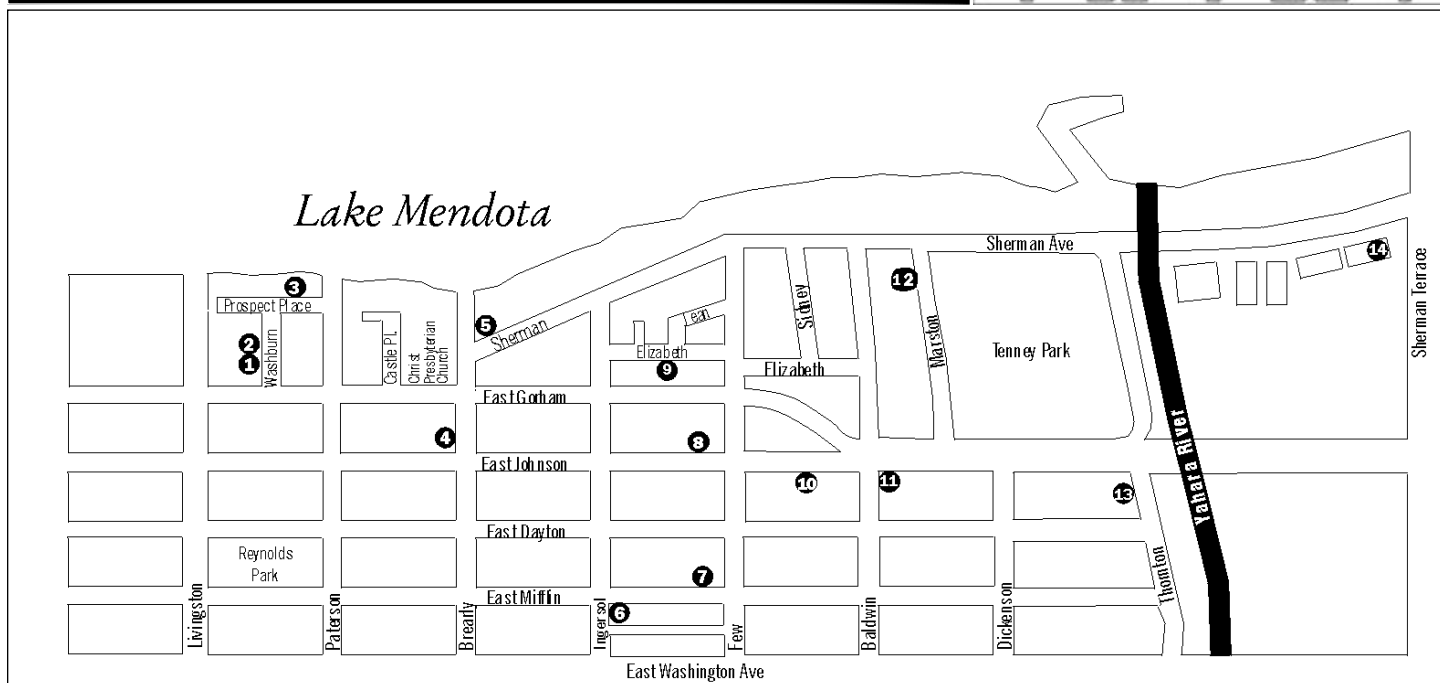 Lake Mendota
Sherman Ave
14
Sherman Terrace
3
Prospect Place
12
Sidney
5
Sherman
ean
2
1
Washburn
Castle Pl.
Christ
Presbyterian
Church
Elizabeth
9
Elizabeth
Marston
Tenney Park
East Gorham
4
8
East Johnson
10
11
13
Yahara River
East Dayton
Reynolds
Park
7
East Mifflin
6
Livingston
Paterson
Brearly
Ingersol
Few
Baldwin
Dickenson
Thornton
East Washington Ave